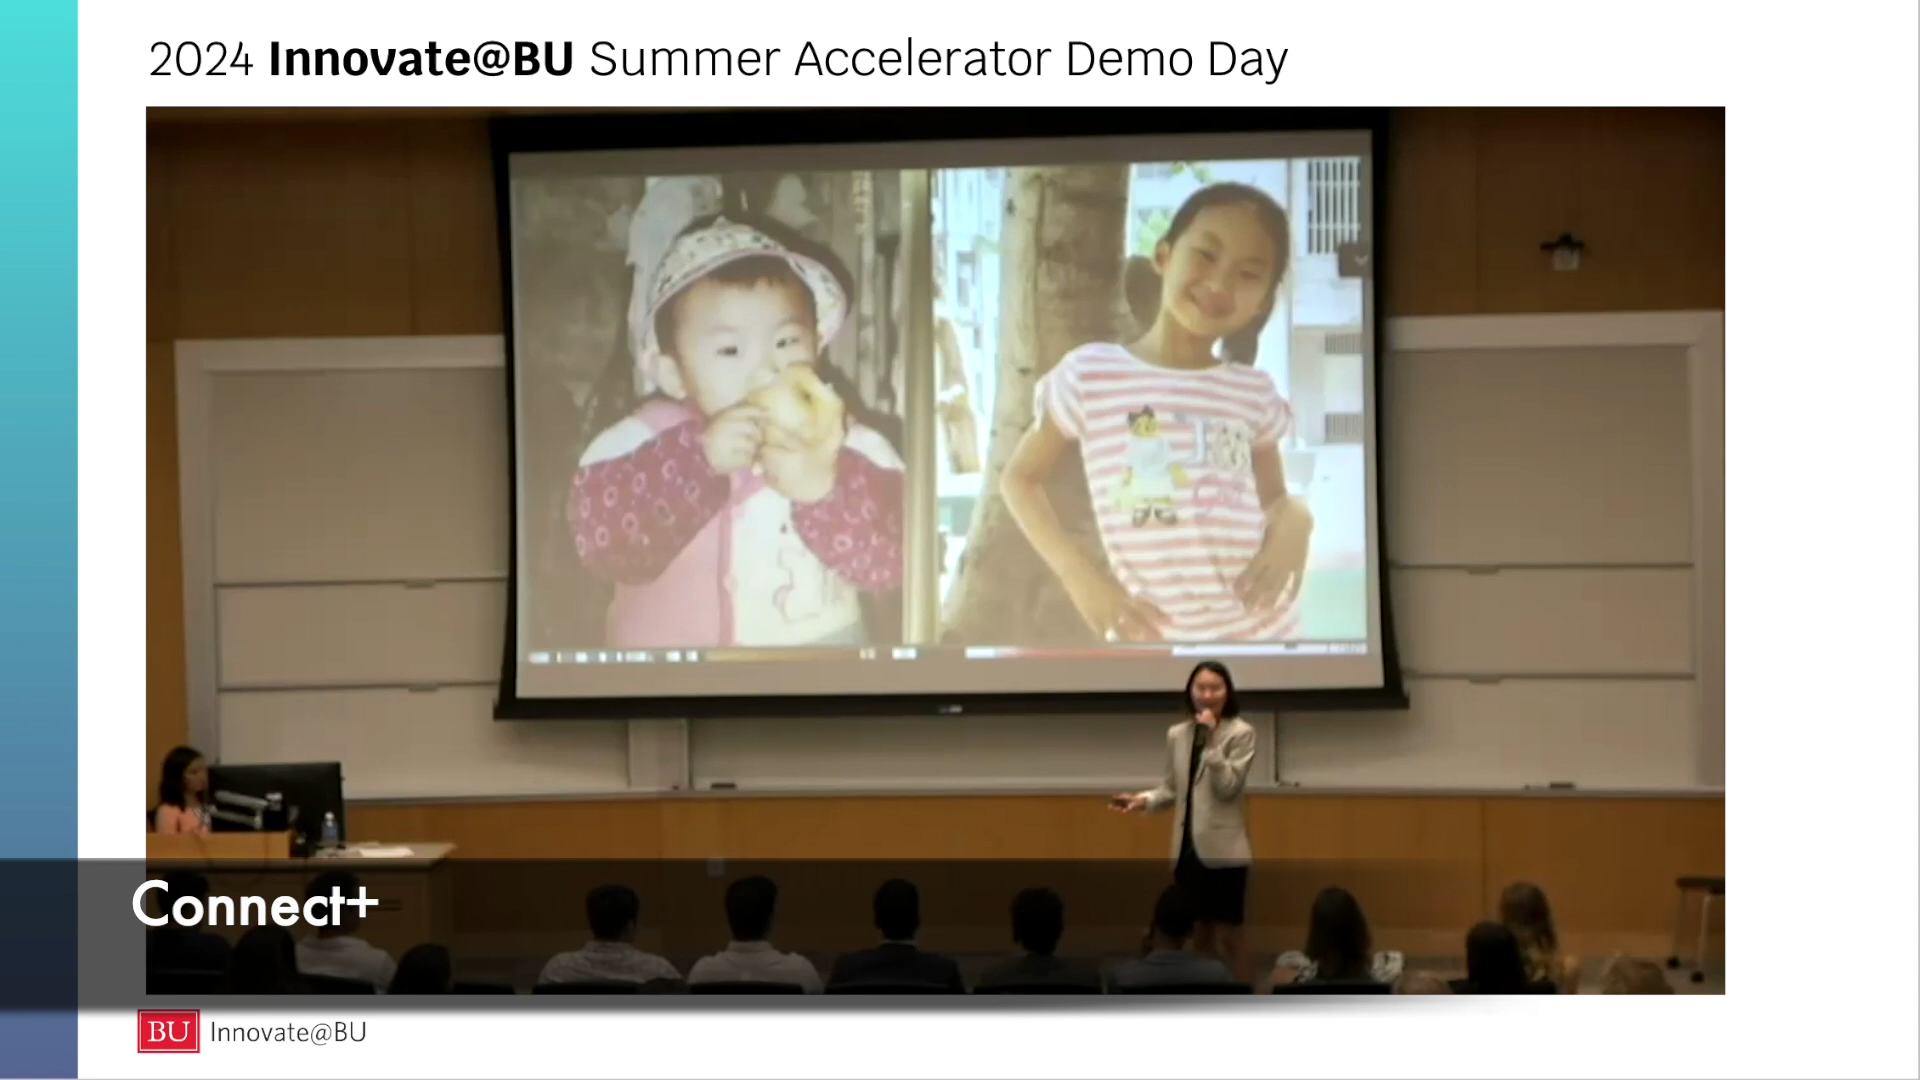 2024 Innovate@BU Summer Accelerator Demo Day
Connect+
BU Innovate@BU